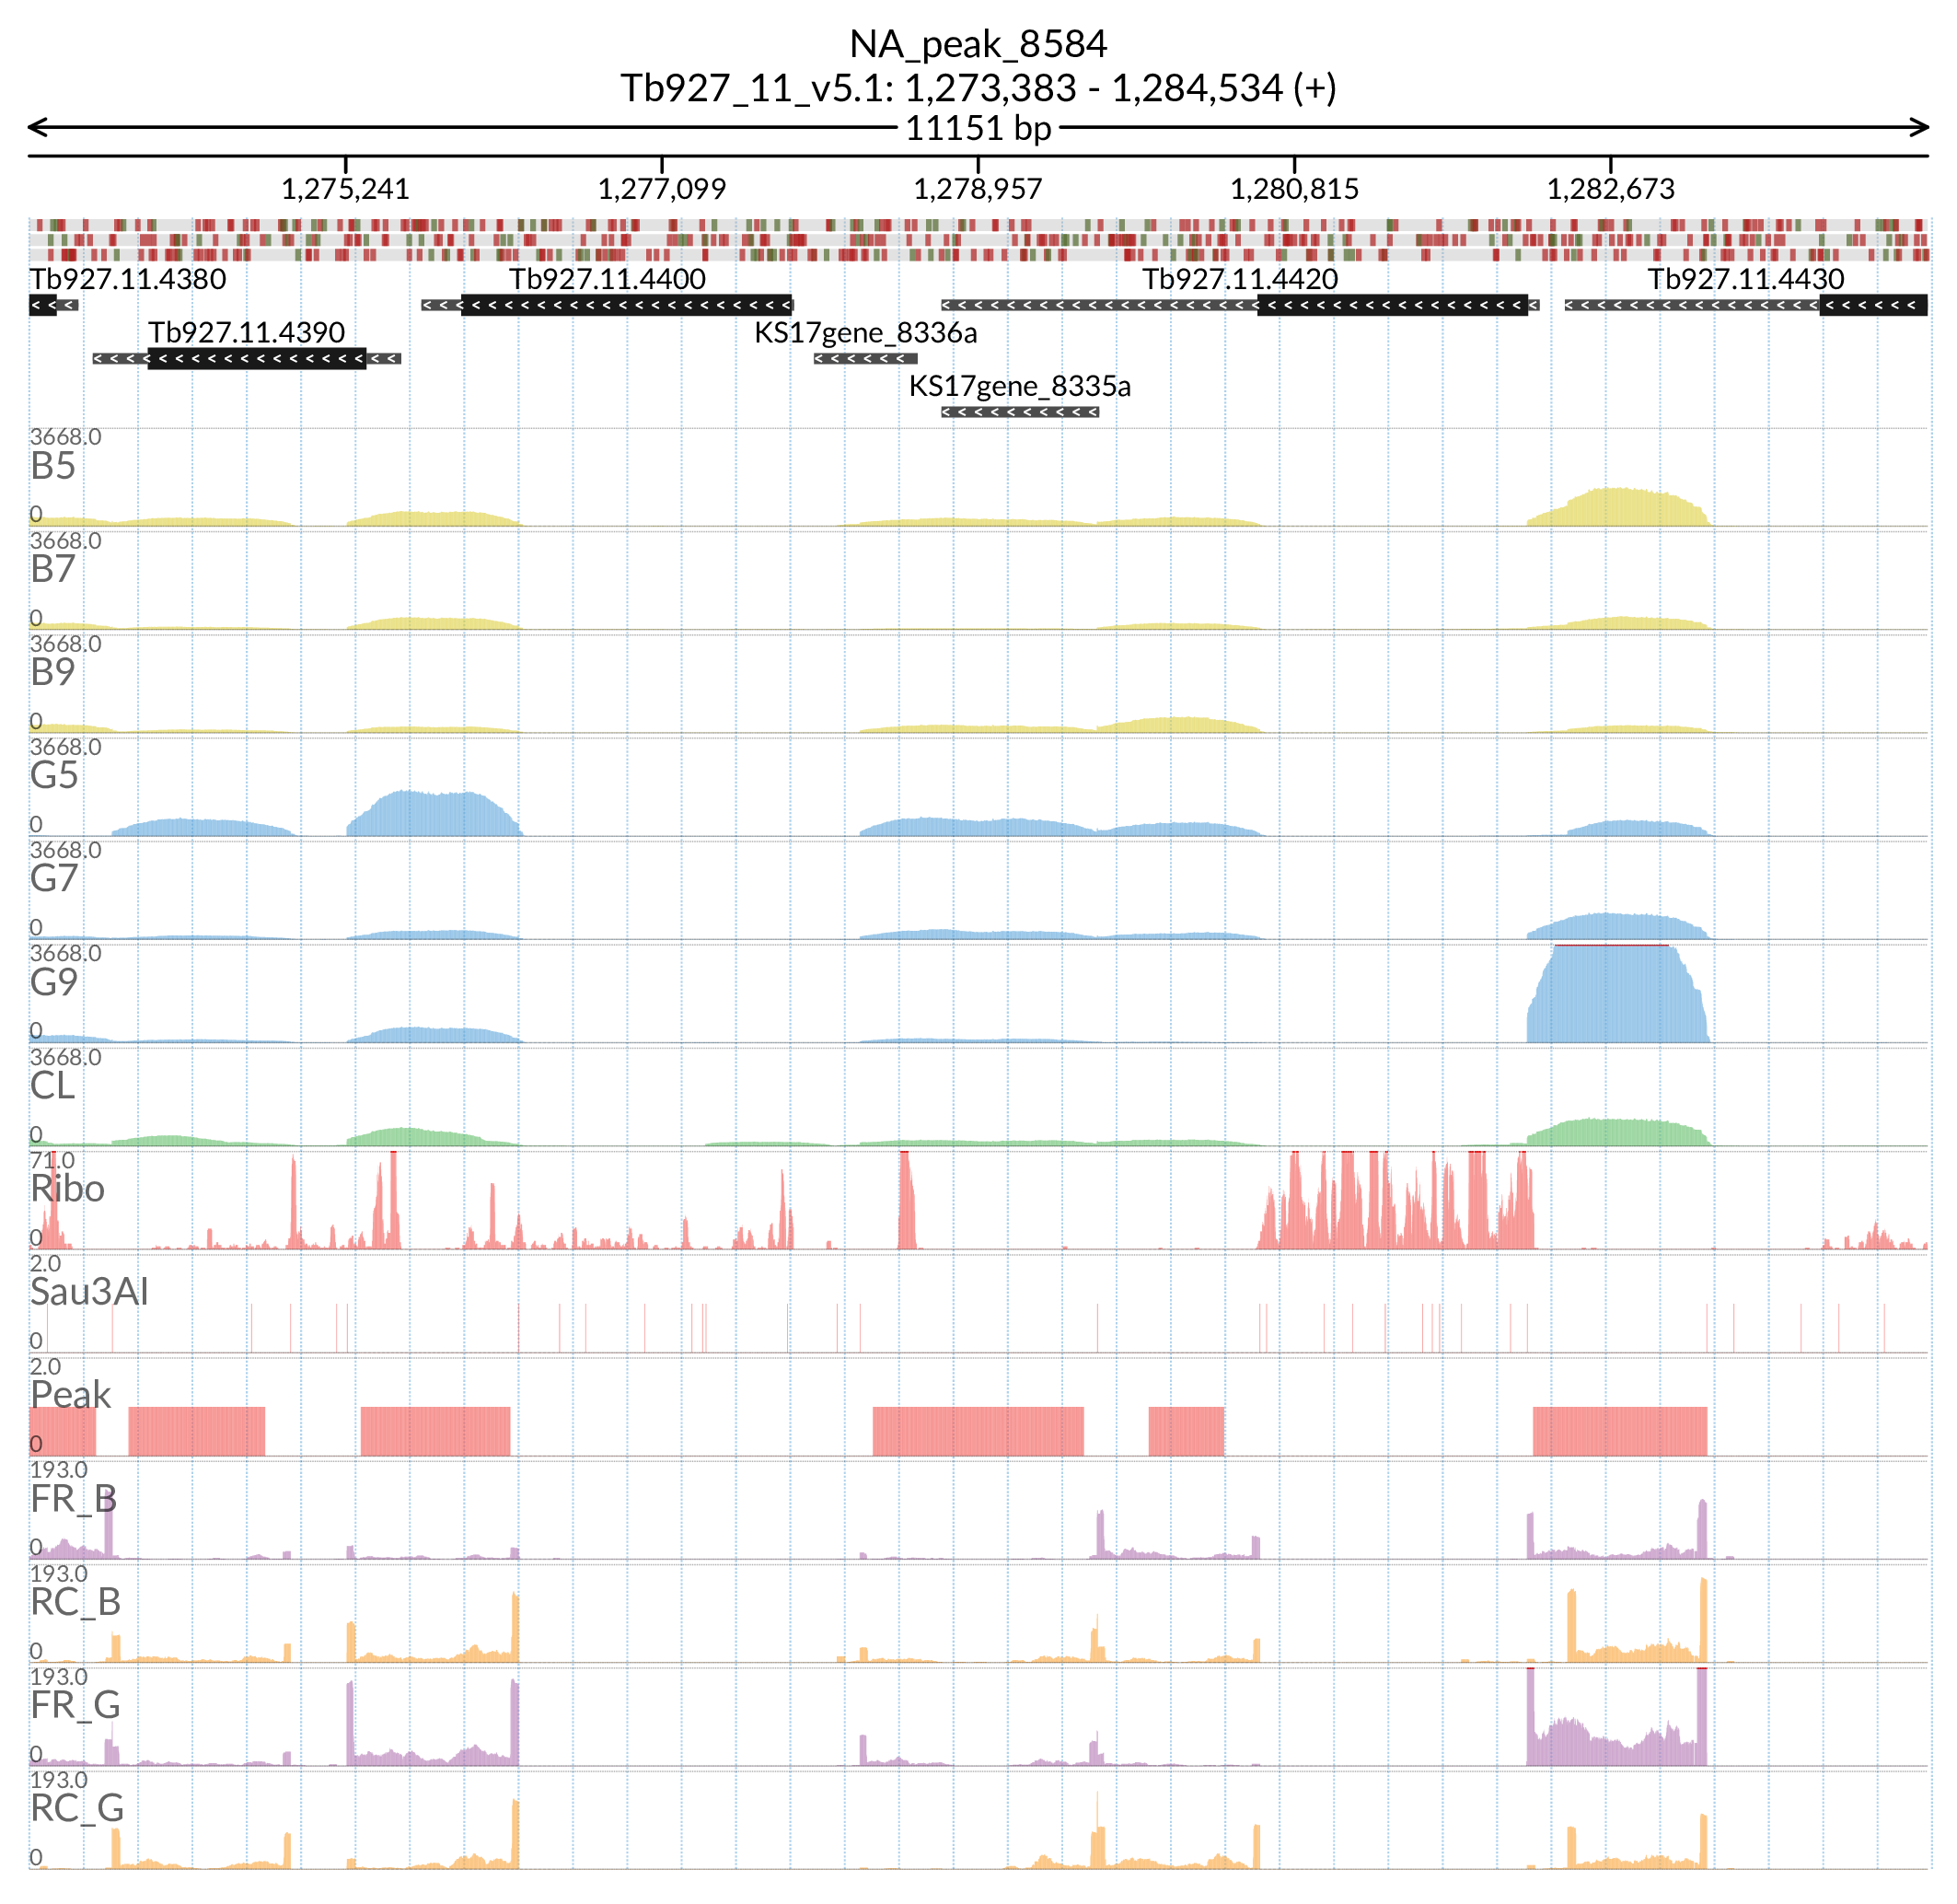 NA_peak_8584
Tb927_11_v5.1: 1,273,383 - 1,284,534 (+)
11151 bp
1,275,241 1,277,099 1,278,957 1,280,815 1,282,673
Tb927.11.4380 Tb927.11.4400 Tb927.11.4420 Tb927.11.4430
Tb927.11.4390 KS17gene_8336a
KS17gene_8335a
3668.0
B5
0
3668.0
B7
0
3668.0
B9
0
3668.0
G5
0
3668.0
G7
0
3668.0
G9
0
3668.0
CL
0
71.0
Ribo
0
2.0
Sau3AI
0
2.0
Peak
0
193.0
FR_B
0
193.0
RC_B
0
193.0
FR_G
0
193.0
RC_G
0